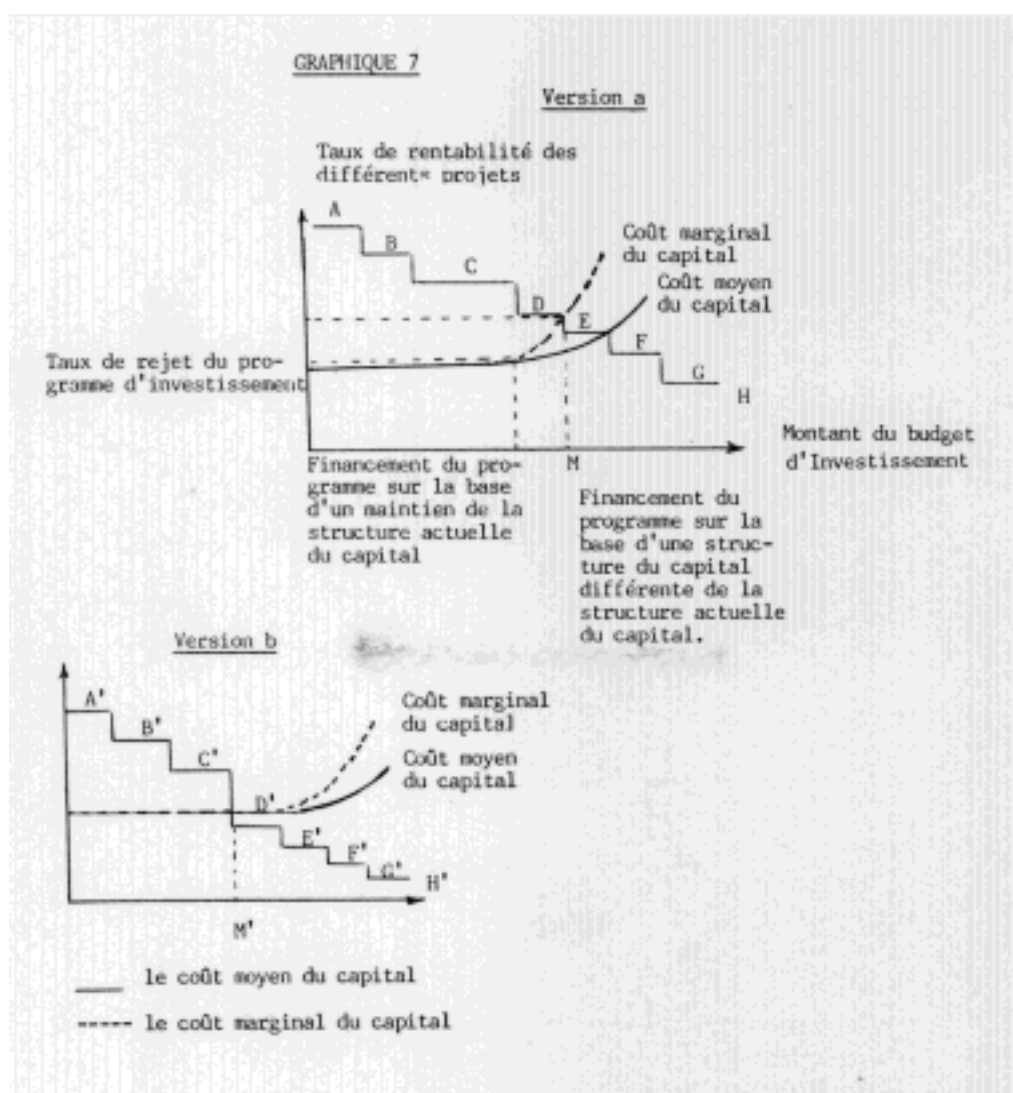 GRAPHIQUE 7
Version a
Taux de rentabilité des
différents projets
A
B
C
D
E
F
G
H
Coût marginal
du capital
Coût moyen
du capital
Taux de rejet du pro-
gramme d'investissement
Montant du budget
d'Investissement
M
Financement du pro-
gramme sur la base
d'un maintien de la
structure actuelle
du capital
Financement du
programme sur la
base d'une struc-
ture du capital
différente de la
structure actuelle
du capital.
Version b
A'
B'
C'
D'
E'
F'
G'
H'
Coût marginal
du capital
Coût moyen
du capital
M'
le coût moyen du capital
le coût marginal du capital